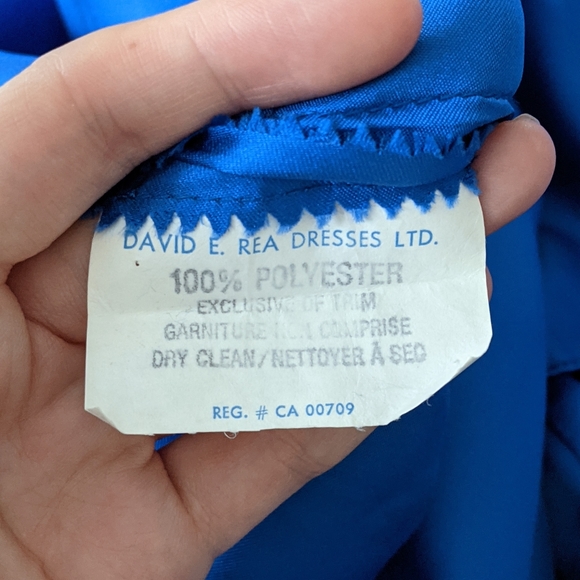 DAVID E. REA DRESSES LTD.
100% POLYESTER
EXCLUSIVE OF TRIM
GARNITURE NON COMPRISE
DRY CLEAN/NETTOYER À SEC
REG. # CA 00709